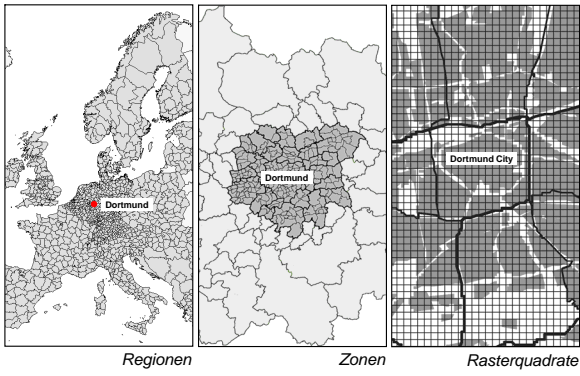 Dortmund
Dortmund
Dortmund City
Regionen
Zonen
Rasterquadrate